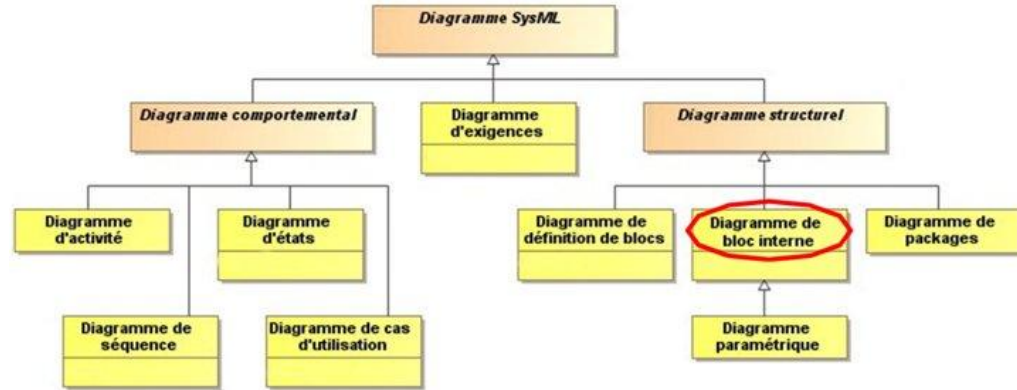 Diagramme SysML
Diagramme comportemental
Diagramme
d'exigences
Diagramme structurel
Diagramme
d'activité
Diagramme
d'états
Diagramme de
définition de blocs
Diagramme de
bloc interne
Diagramme de
packages
Diagramme de
séquence
Diagramme de cas
d'utilisation
Diagramme
paramétrique